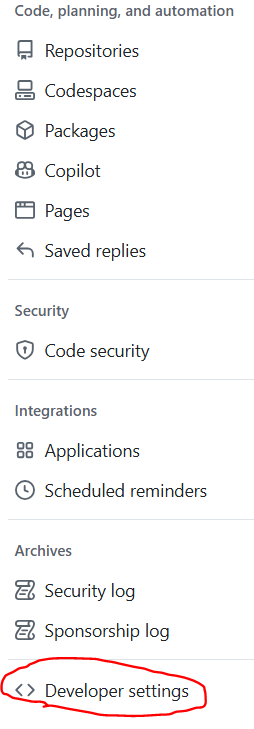 Code, planning, and automation
Repositories
Codespaces
Packages
Copilot
Pages
Saved replies
Security
Code security
Integrations
Applications
Scheduled reminders
Archives
Security log
Sponsorship log
Developer settings